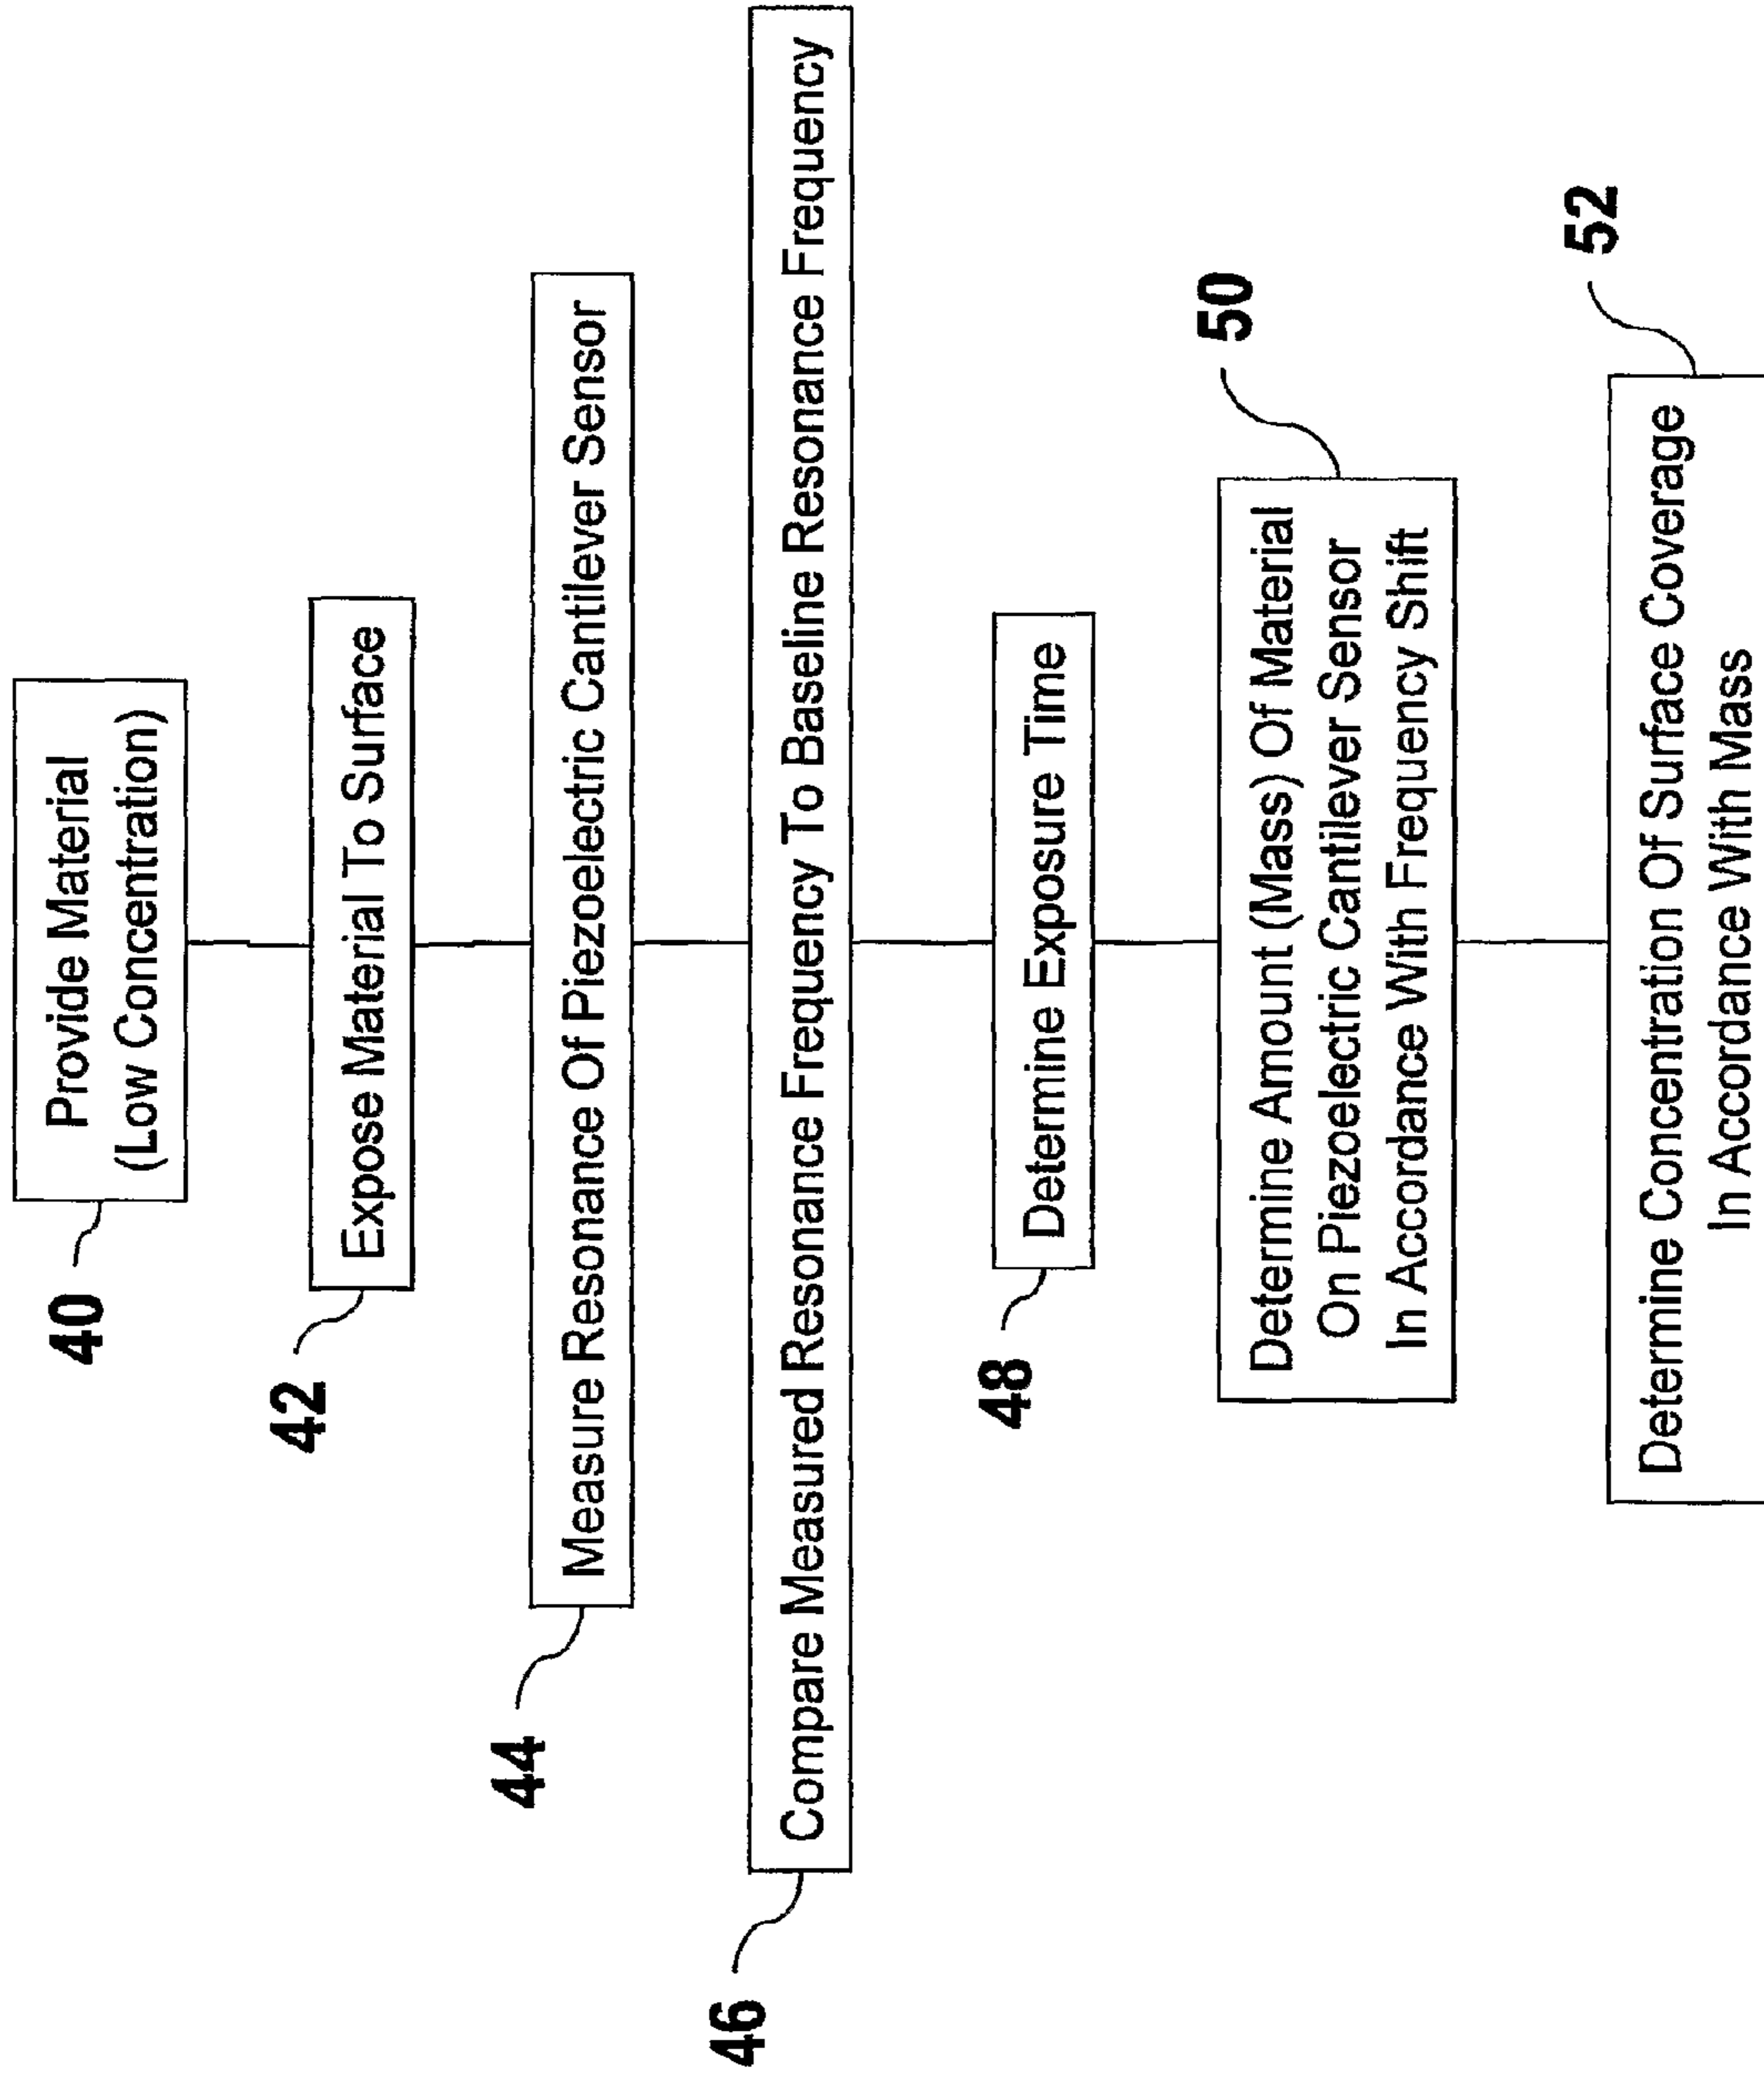 40
Provide Material
(Low Concentration)
42
Expose Material To Surface
44
Measure Resonance Of Piezoelectric Cantilever Sensor
46
Compare Measured Resonance Frequency To Baseline Resonance Frequency
48
Determine Exposure Time
50
Determine Amount (Mass) Of Material
On Piezoelectric Cantilever Sensor
In Accordance With Frequency Shift
52
Determine Concentration Of Surface Coverage
In Accordance With Mass